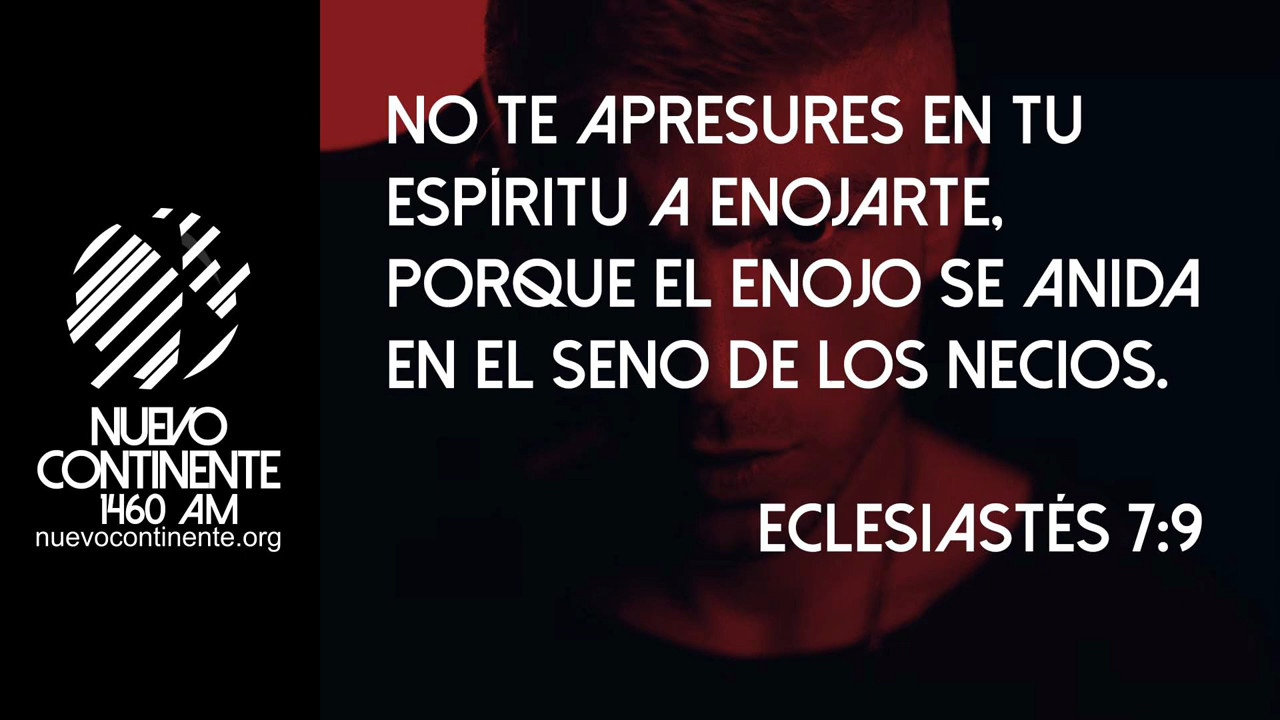 NO TE APRESURES EN TU
ESPÍRITU A ENOJARTE,
PORQUE EL ENOJO SE ANIDA
EN EL SENO DE LOS NECIOS.
ECLESIASTÉS 7:9
NUEVO
CONTINENTE
1460 AM
nuevocontinente.org